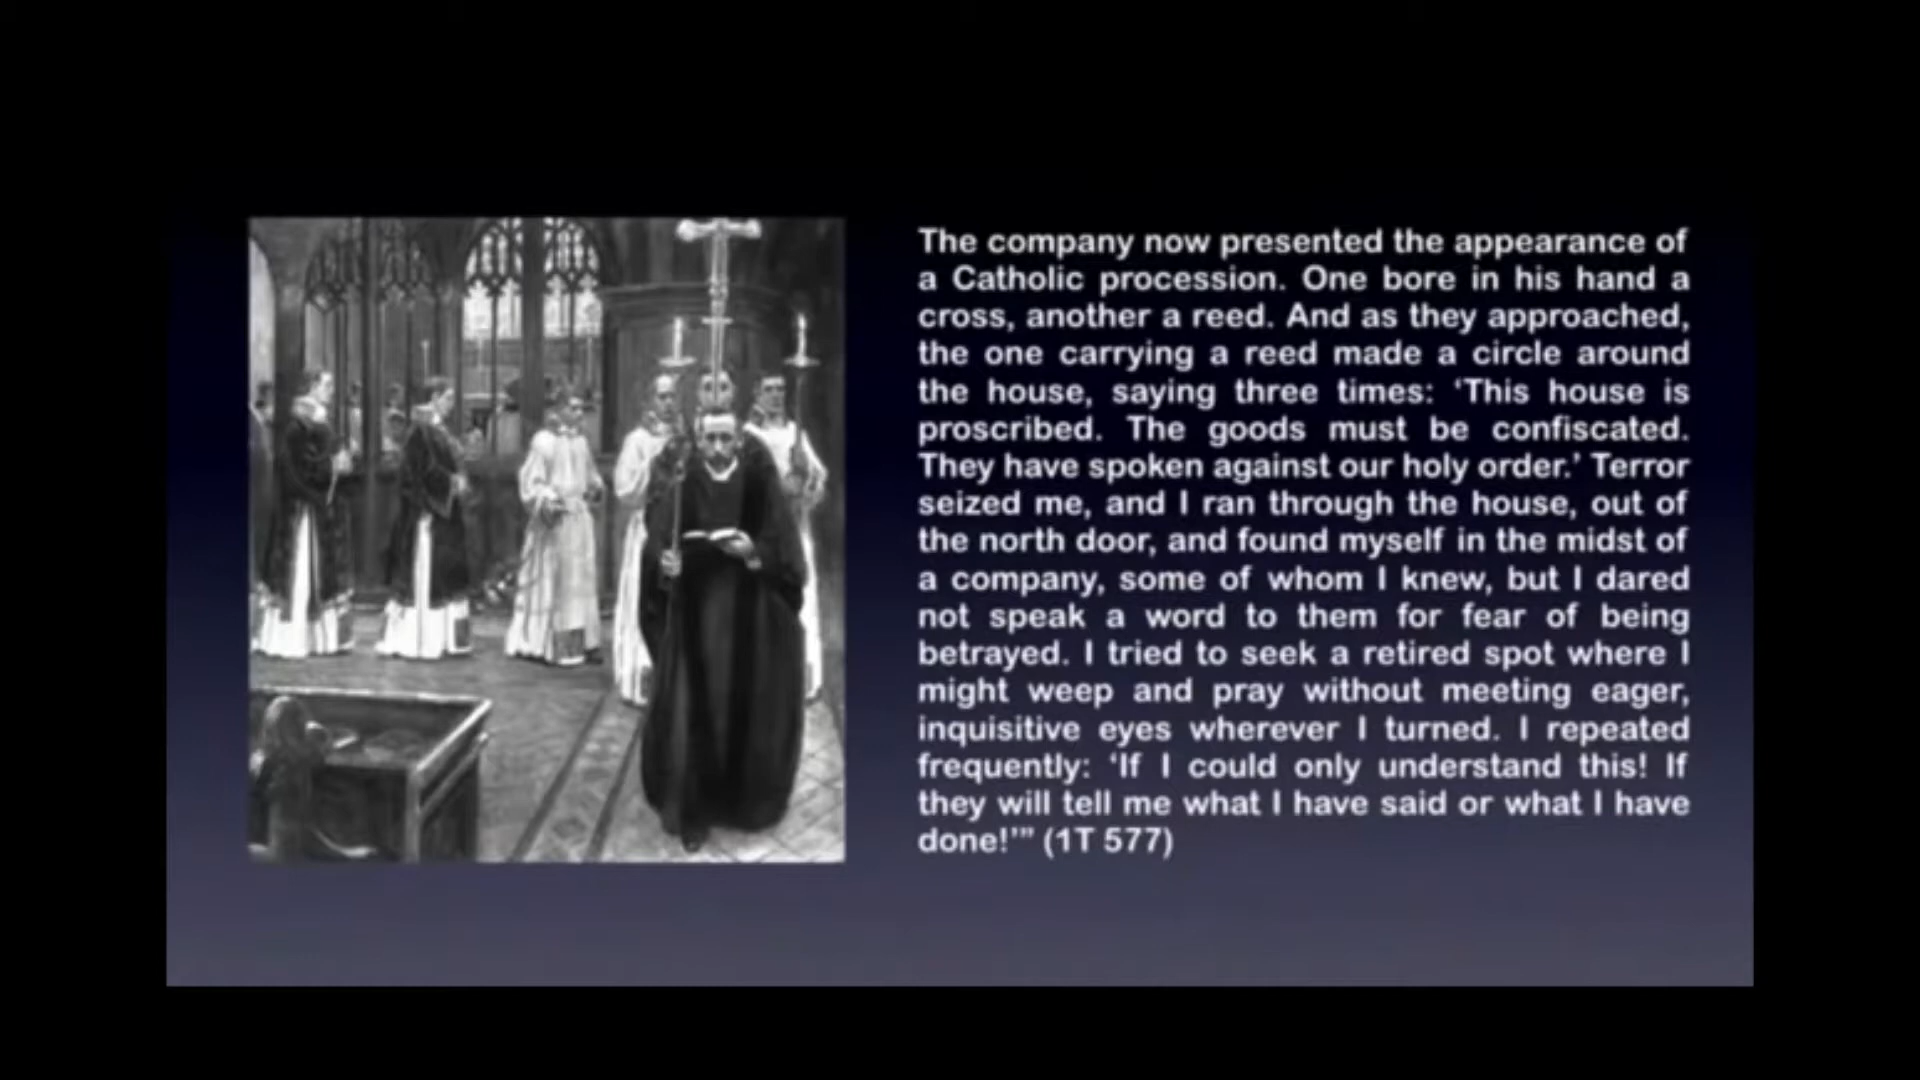 The company now presented the appearance of
a Catholic procession. One bore in his hand a
cross, another a reed. And as they approached,
the one carrying a reed made a circle around
the house, saying three times: ‘This house is
proscribed. The goods must be confiscated.
They have spoken against our holy order.’ Terror
seized me, and I ran through the house, out of
the north door, and found myself in the midst of
a company, some of whom I knew, but I dared
not speak a word to them for fear of being
betrayed. I tried to seek a retired spot where I
might weep and pray without meeting eager,
inquisitive eyes wherever I turned. I repeated
frequently: ‘If I could only understand this! If
they will tell me what I have said or what I have
done!’” (1T 577)